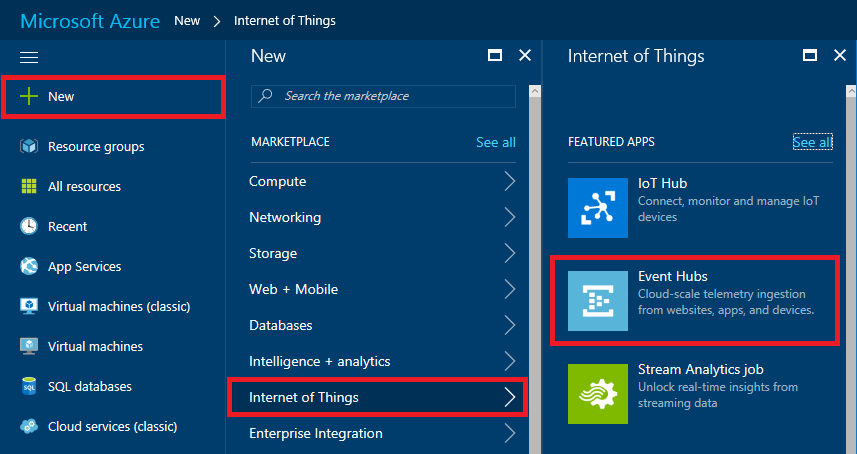 Microsoft Azure New > Internet of Things
New
Resource groups
All resources
Recent
App Services
Virtual machines (classic)
Virtual machines
SQL databases
Cloud services (classic)
New
Search the marketplace
MARKETPLACE See all
Compute
Networking
Storage
Web + Mobile
Databases
Intelligence + analytics
Internet of Things
Enterprise Integration
Internet of Things
FEATURED APPS See all
IoT Hub
Connect, monitor and manage IoT
devices
Event Hubs
Cloud-scale telemetry ingestion
from websites, apps, and devices.
Stream Analytics job
Unlock real-time insights from
streaming data
SQL